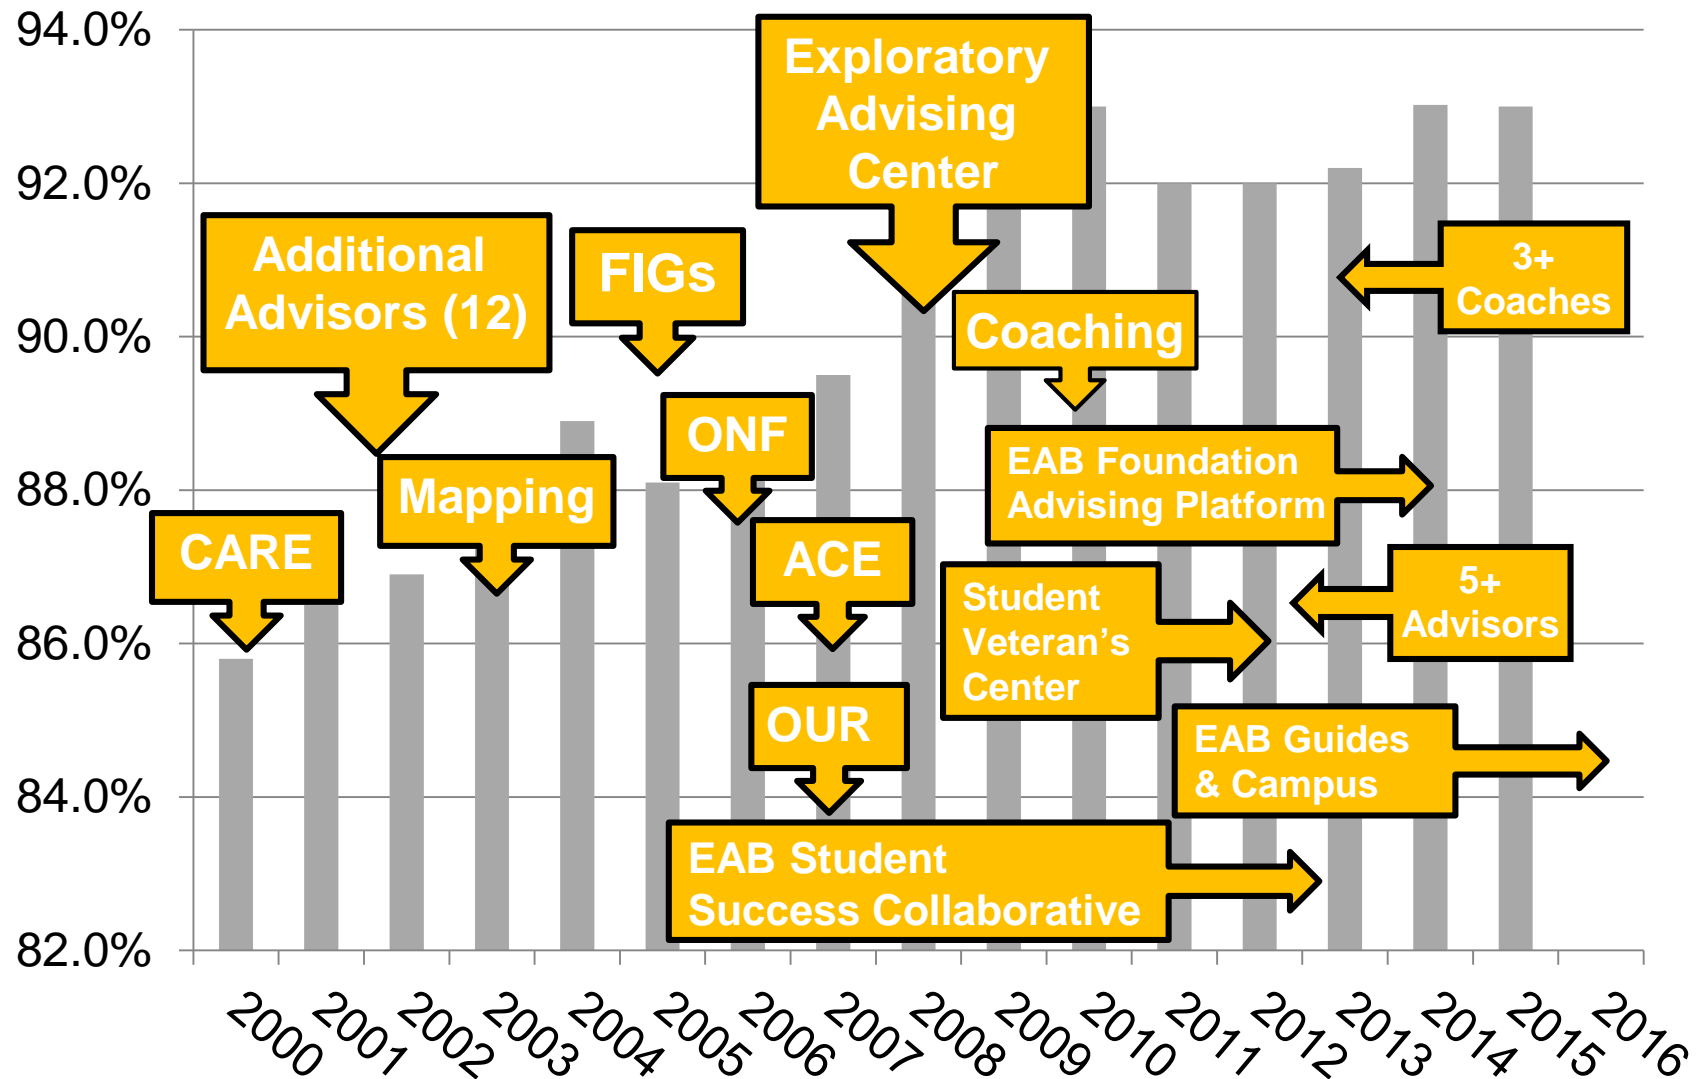 94.0%
92.0%
90.0%
88.0%
86.0%
84.0%
82.0%
Exploratory
Advising
Center
Additional
Advisors (12)
FIGs
3+
Coaches
Coaching
ONF
EAB Foundation
Advising Platform
Mapping
CARE
ACE
5+
Advisors
Student
Veteran’s
Center
OUR
EAB Guides
& Campus
EAB Student
Success Collaborative
2000
2001
2002
2003
2004
2005
2006
2007
2008
2009
2010
2011
2012
2013
2014
2015
2016